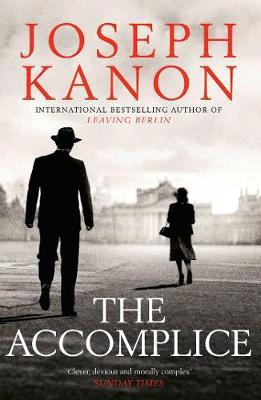 JOSEPH
KANON
INTERNATIONAL BESTSELLING AUTHOR OF
LEAVING BERLIN
THE
ACCOMPLICE
'Clever, devious and morally complex'
SUNDAY TIMES